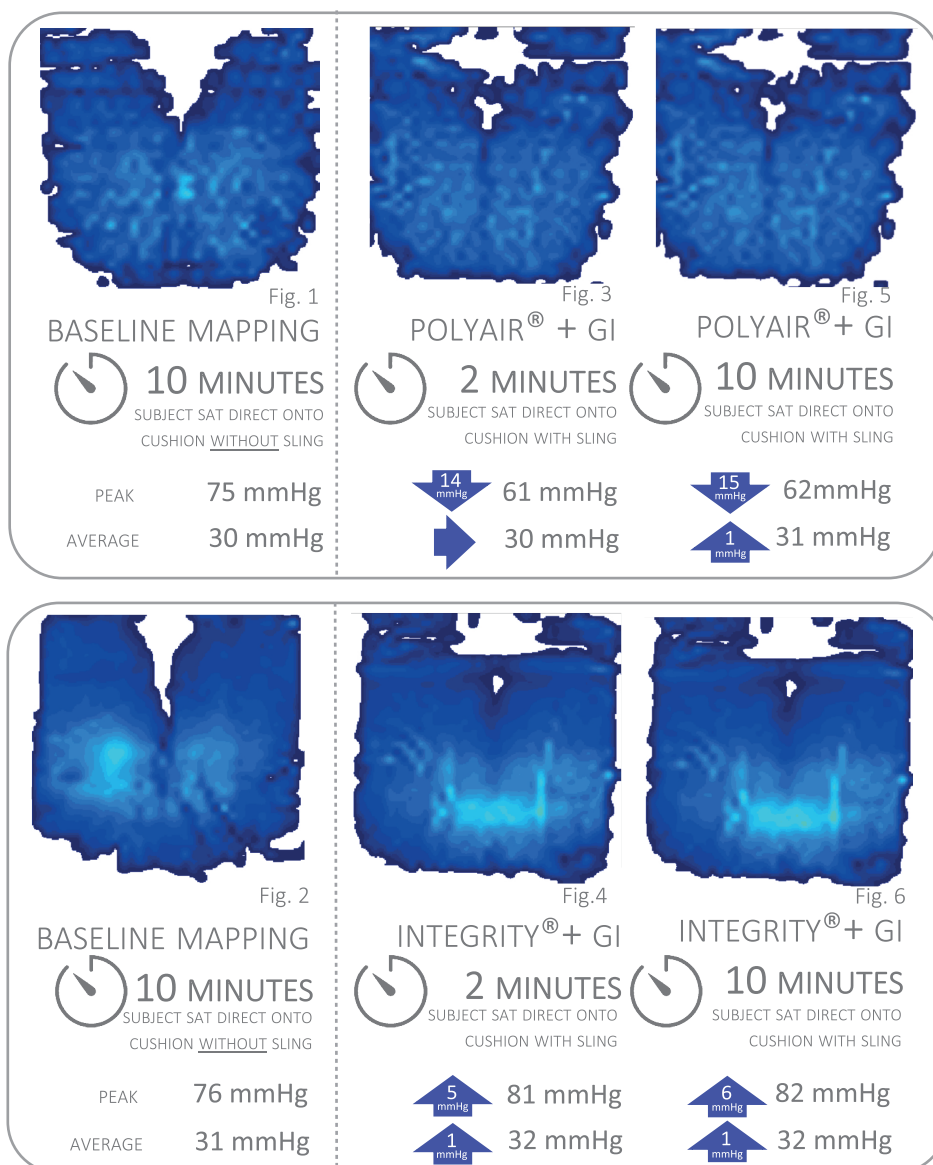 Fig. 1
BASELINE MAPPING
10 MINUTES
SUBJECT SAT DIRECT ONTO
CUSHION WITHOUT SLING
PEAK 75 mmHg
AVERAGE 30 mmHg
Fig. 3
POLYAIR® + GI
2 MINUTES
SUBJECT SAT DIRECT ONTO
CUSHION WITH SLING
14 mmHg 61 mmHg
30 mmHg
Fig. 5
POLYAIR® + GI
10 MINUTES
SUBJECT SAT DIRECT ONTO
CUSHION WITH SLING
15 mmHg 62mmHg
1 mmHg 31 mmHg
Fig. 2
BASELINE MAPPING
10 MINUTES
SUBJECT SAT DIRECT ONTO
CUSHION WITHOUT SLING
PEAK 76 mmHg
AVERAGE 31 mmHg
Fig.4
INTEGRITY® + GI
2 MINUTES
SUBJECT SAT DIRECT ONTO
CUSHION WITH SLING
5 mmHg 81 mmHg
1 mmHg 32 mmHg
Fig. 6
INTEGRITY® + GI
10 MINUTES
SUBJECT SAT DIRECT ONTO
CUSHION WITH SLING
6 mmHg 82 mmHg
1 mmHg 32 mmHg